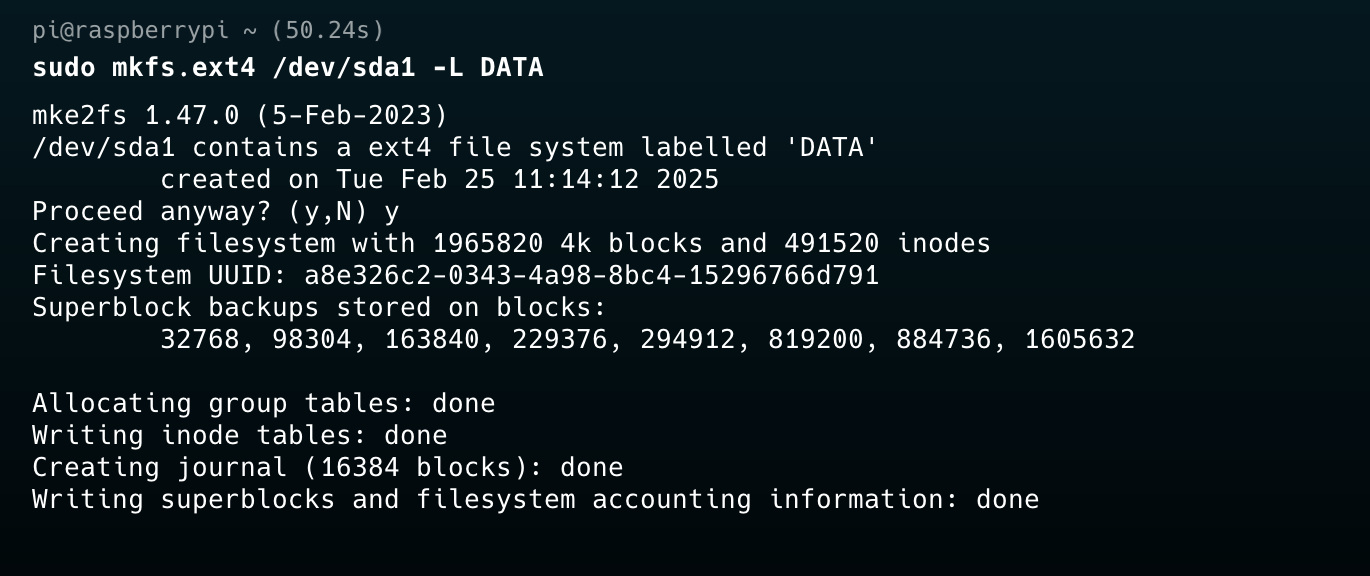 pi@raspberrypi ~ (50.24s)
sudo mkfs.ext4 /dev/sda1 -L DATA
mke2fs 1.47.0 (5-Feb-2023)
/dev/sda1 contains a ext4 file system labelled 'DATA'
        created on Tue Feb 25 11:14:12 2025
Proceed anyway? (y,N) y
Creating filesystem with 1965820 4k blocks and 491520 inodes
Filesystem UUID: a8e326c2-0343-4a98-8bc4-15296766d791
Superblock backups stored on blocks:
        32768, 98304, 163840, 229376, 294912, 819200, 884736, 1605632
Allocating group tables: done
Writing inode tables: done
Creating journal (16384 blocks): done
Writing superblocks and filesystem accounting information: done